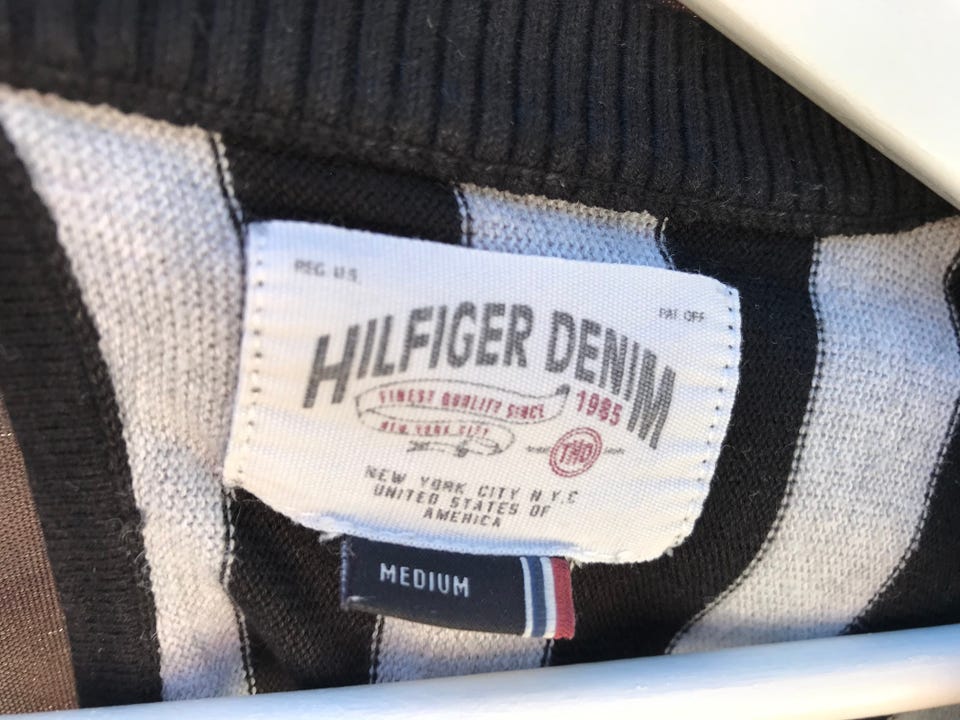 REG. U.S.
PAT. OFF
HILFIGER DENIM
FINEST QUALITY SINCE 1985
NEW YORK CITY
THD
NEW YORK CITY N.Y.C
UNITED STATES OF
AMERICA
MEDIUM